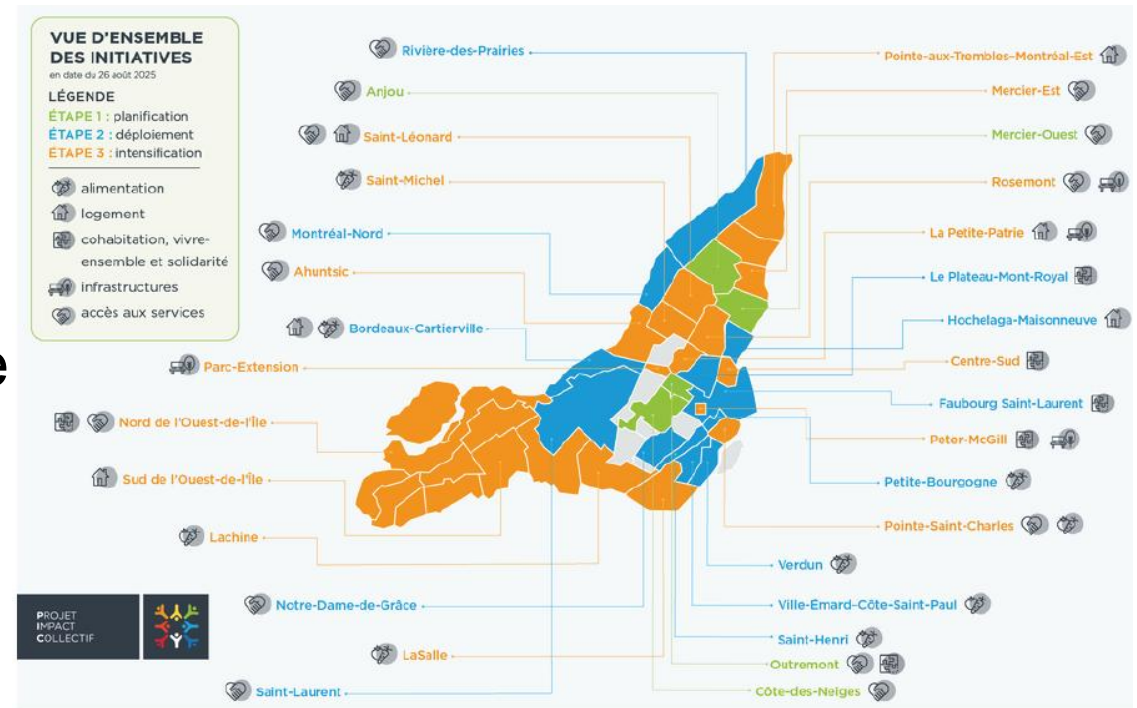 VUE D'ENSEMBLE
DES INITIATIVES
en date du 26 août 2025
LÉGENDE
ÉTAPE 1 : planification
ÉTAPE 2 : déploiement
ÉTAPE 3 : intensification
alimentation
logement
cohabitation, vivre-
ensemble et solidarité
infrastructures
accès aux services
Rivière-des-Prairies
Anjou
Saint-Léonard
Saint-Michel
Montréal-Nord
Ahuntsic
Bordeaux-Cartierville
Parc-Extension
Nord de l'Ouest-de-l'Île
Sud de l'Ouest-de-l'Île
Lachine
Notre-Dame-de-Grâce
LaSalle
Saint-Laurent
Pointe-aux-Trembles-Montréal-Est
Mercier-Est
Mercier-Ouest
Rosemont
La Petite-Patrie
Le Plateau-Mont-Royal
Hochelaga-Maisonneuve
Centre-Sud
Faubourg Saint-Laurent
Peter-McGill
Petite-Bourgogne
Pointe-Saint-Charles
Verdun
Ville-Émard-Côte-Saint-Paul
Saint-Henri
Outremont
Côte-des-Neiges
PROJET
IMPACT
COLLECTIF
e